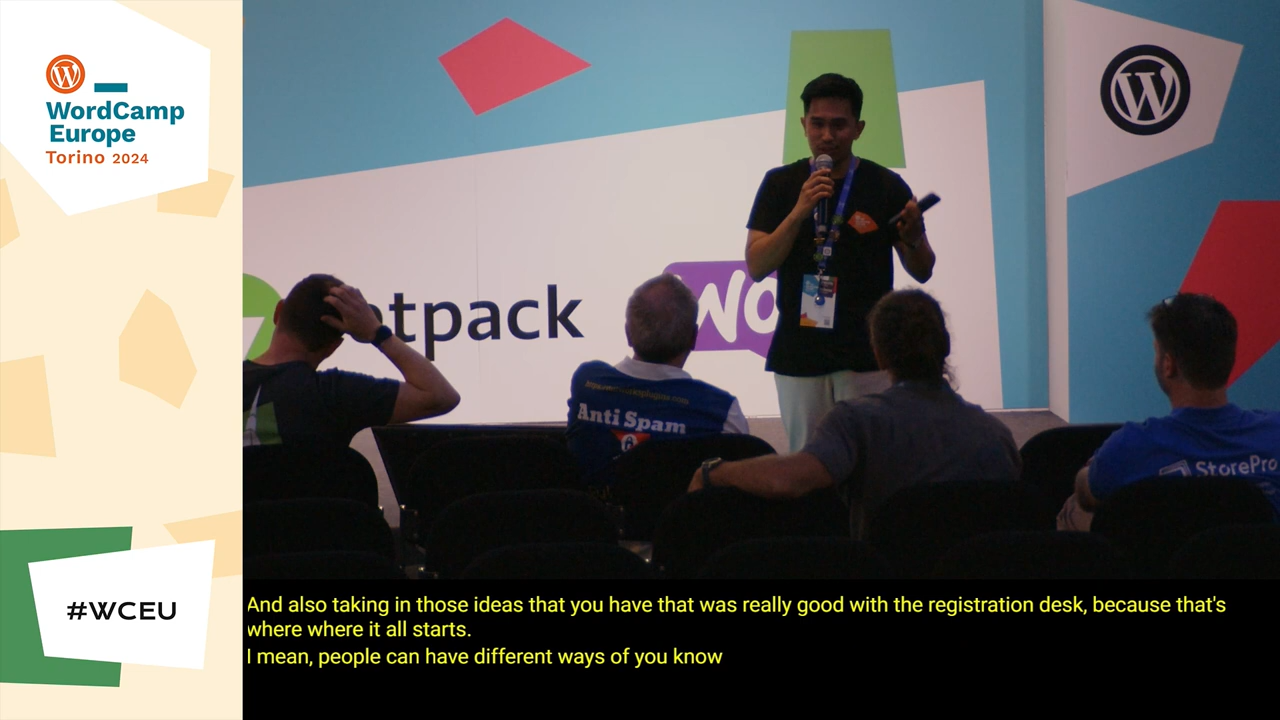 WordCamp
Europe
Torino 2024
etpack
Wo
Anti Spam
StorePro
#WCEU
And also taking in those ideas that you have that was really good with the registration desk, because that's
where where it all starts.
I mean, people can have different ways of you know